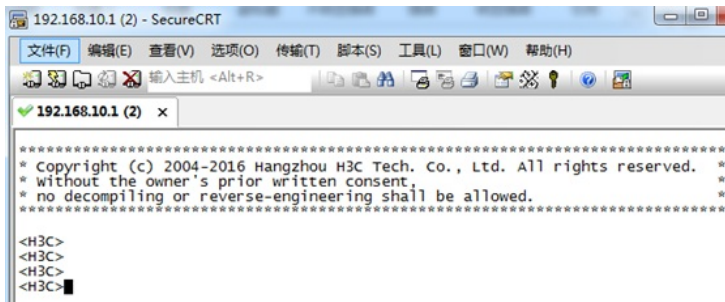 192.168.10.1 (2) - SecureCRT
文件(F) 编辑(E) 查看(V) 选项(O) 传输(T) 脚本(S) 工具(L) 窗口(W) 帮助(H)
输入主机 <Alt+R>
192.168.10.1 (2) x
******************************************************************************
* Copyright (c) 2004-2016 Hangzhou H3C Tech. Co., Ltd. All rights reserved. *
* Without the owner's prior written consent, *
* no decompiling or reverse-engineering shall be allowed. *
******************************************************************************
<H3C>
<H3C>
<H3C>
<H3C>